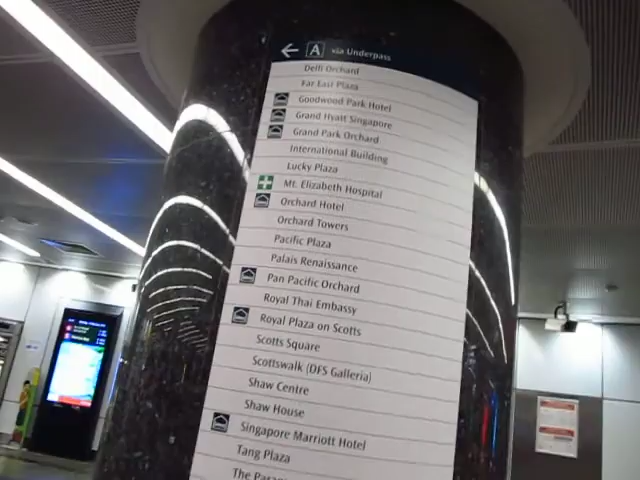 A via Underpass
Delfi Orchard
Far East Plaza
Goodwood Park Hotel
Grand Hyatt Singapore
Grand Park Orchard
International Building
Lucky Plaza
Mt. Elizabeth Hospital
Orchard Hotel
Orchard Towers
Pacific Plaza
Palais Renaissance
Pan Pacific Orchard
Royal Thai Embassy
Royal Plaza on Scotts
Scotts Square
Scottswalk (DFS Galleria)
Shaw Centre
Shaw House
Singapore Marriott Hotel
Tang Plaza
The